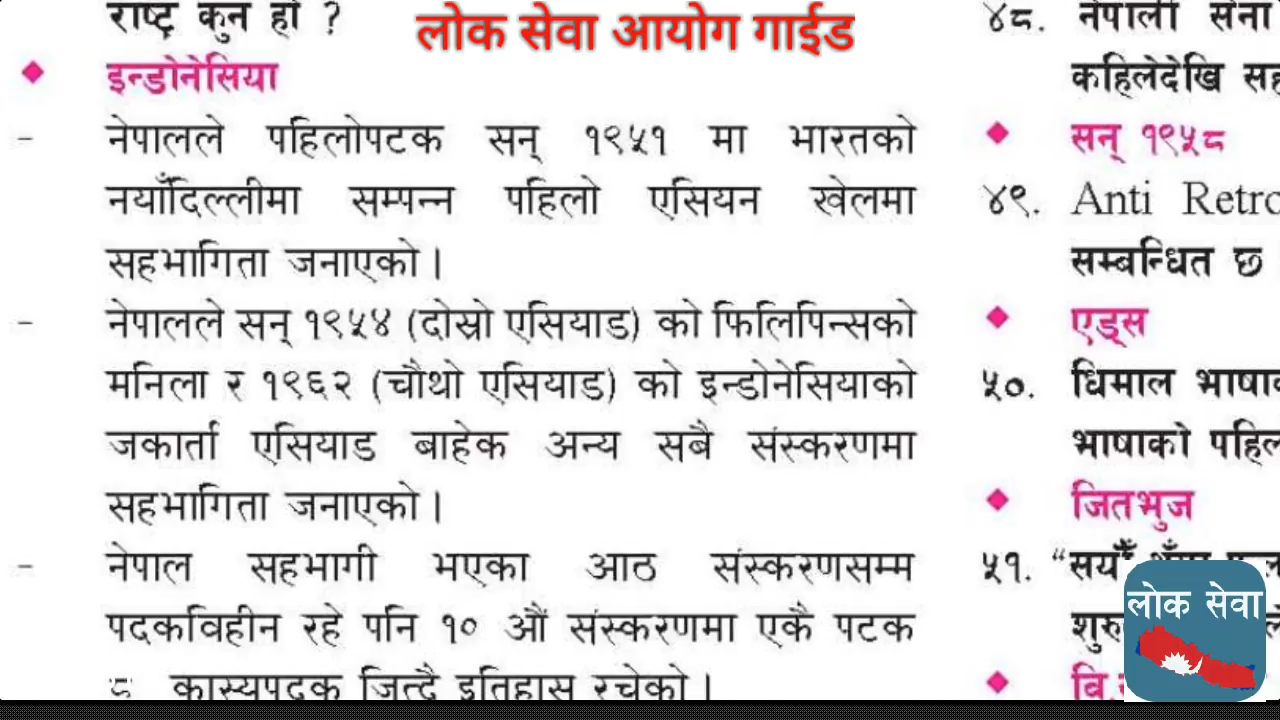 लोक सेवा आयोग गाईड
राष्ट्र कुन हो ?
◆ इन्डोनेसिया
- नेपालले पहिलोपटक सन् १९५१ मा भारतको
नयाँदिल्लीमा सम्पन्न पहिलो एसियन खेलमा
सहभागिता जनाएको ।
- नेपालले सन् १९५४ (दोस्रो एसियाड) को फिलिपिन्सको
मनिला र १९६२ (चौथो एसियाड) को इन्डोनेसियाको
जकार्ता एसियाड बाहेक अन्य सबै संस्करणमा
सहभागिता जनाएको ।
- नेपाल सहभागी भएका आठ संस्करणसम्म
पदकविहीन रहे पनि १० औं संस्करणमा एकै पटक
८ कास्यपदक जित्दै इतिहास रचेको ।
४८. नेपाली सेना
कहिलेदेखि
◆ सन् १९५८
४९. Anti
सम्बन्धित छ
◆ एड्स
५०. धिमाल
भाषाको
◆ जितभुज
५१.
लोक सेवा